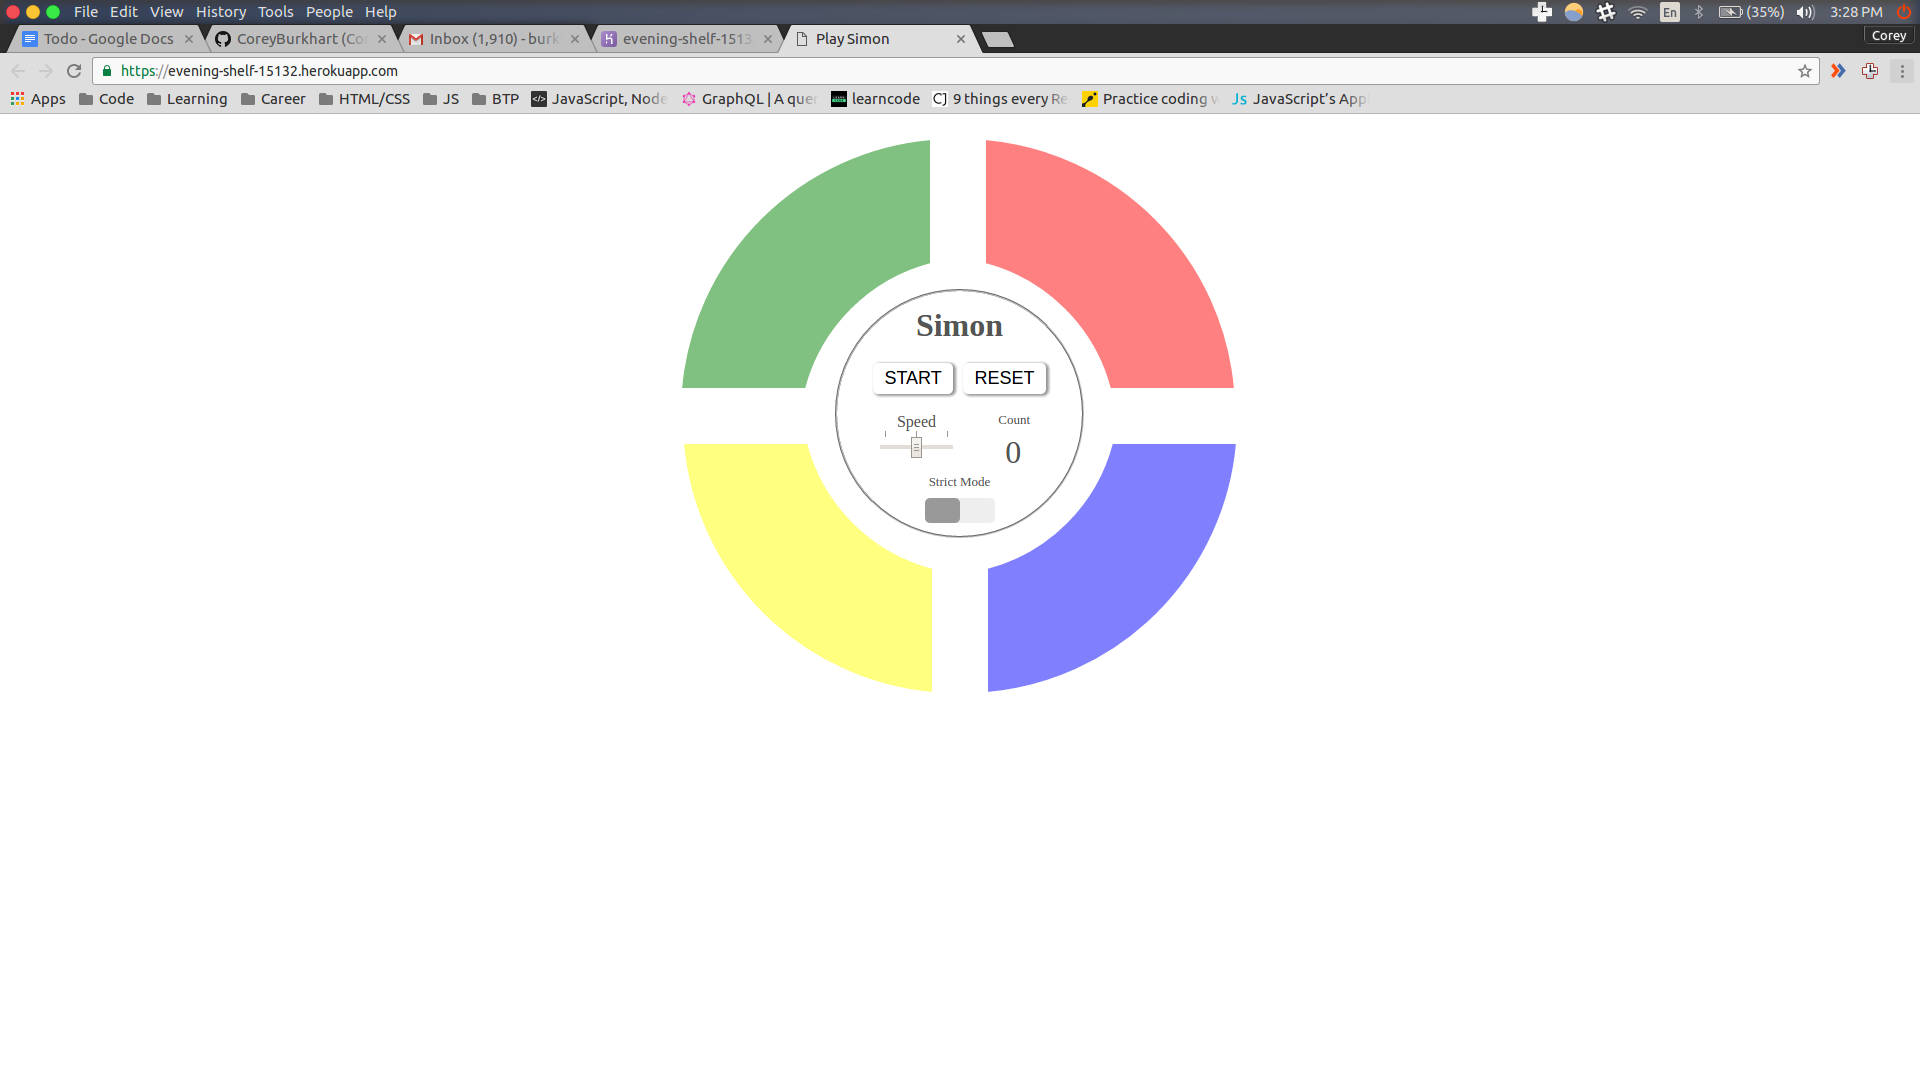 File Edit View History Tools People Help
En (35%) 3:28 PM
Todo - Google Docs
CoreyBurkhart (Co
Inbox (1,910) - burk
evening-shelf-1513
Play Simon
Corey
https://evening-shelf-15132.herokuapp.com
Apps Code Learning Career HTML/CSS JS BTP JavaScript, Node GraphQL | A quer learncode 9 things every Re Practice coding w JavaScript's App
Simon
START RESET
Speed Count
0
Strict Mode